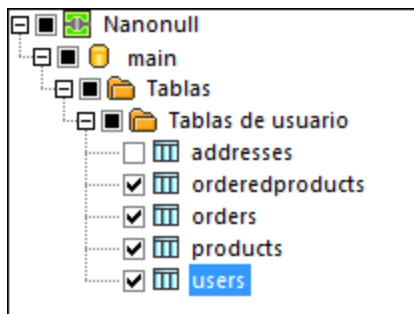 Nanonull
main
Tablas
Tablas de usuario
addresses
orderedproducts
orders
products
users